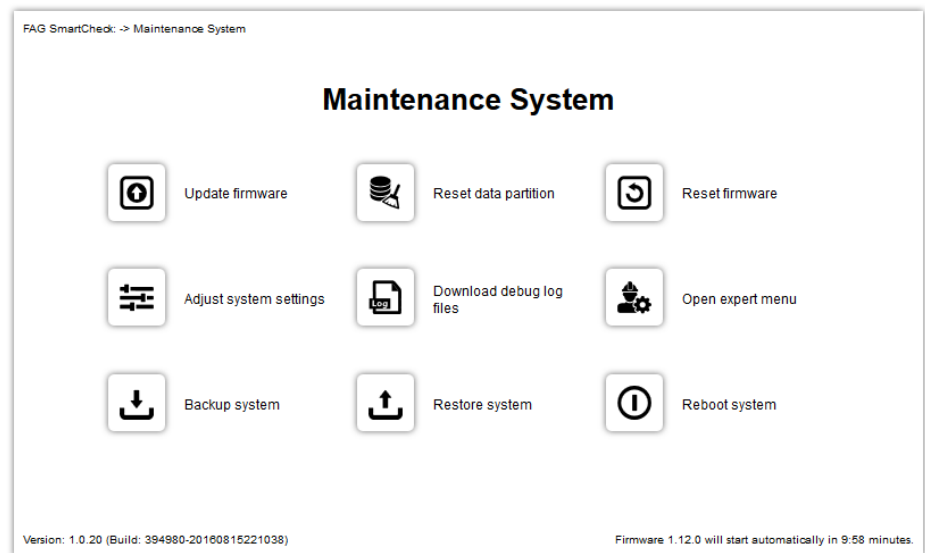 FAG SmartCheck: -> Maintenance System
Maintenance System
Update firmware
Reset data partition
Reset firmware
Adjust system settings
Log
Download debug log
files
Open expert menu
Backup system
Restore system
Reboot system
Version: 1.0.20 (Build: 394980-20160815221038)
Firmware 1.12.0 will start automatically in 9:58 minutes.